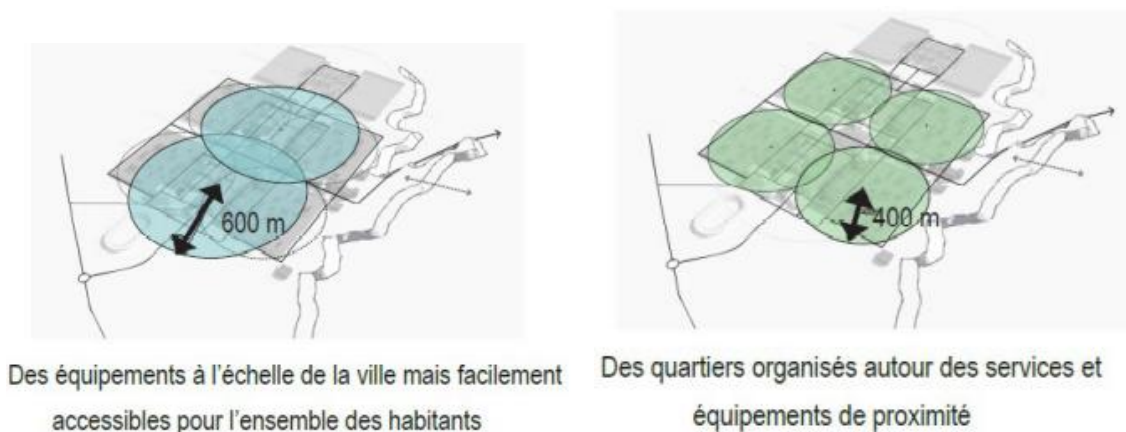 600 m
400 m
Des équipements à l'échelle de la ville mais facilement
accessibles pour l'ensemble des habitants
Des quartiers organisés autour des services et
équipements de proximité